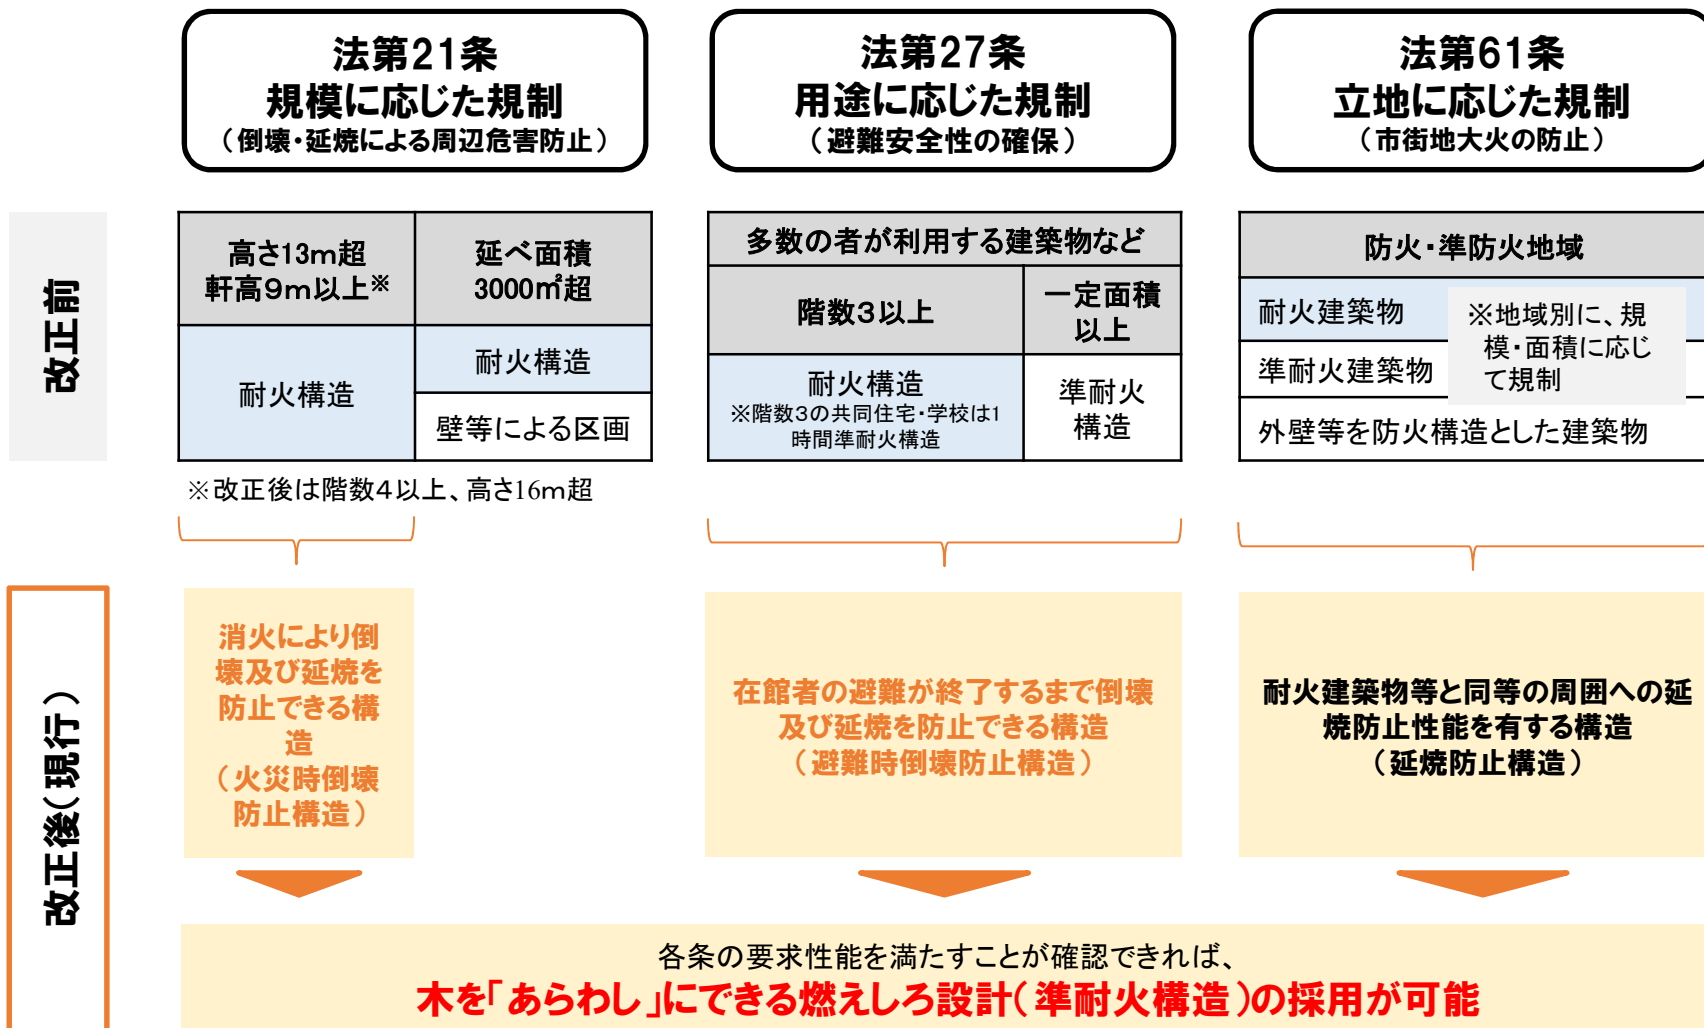 法第21条
規模に応じた規制
（倒壊・延焼による周辺危害防止）
法第27条
用途に応じた規制
（避難安全性の確保）
法第61条
立地に応じた規制
（市街地大火の防止）
改正前
高さ13m超
軒高9m以上※
延べ面積
3000㎡超
耐火構造
耐火構造
壁等による区画
※改正後は階数4以上、高さ16m超
多数の者が利用する建築物など
階数3以上
一定面積
以上
耐火構造
※階数3の共同住宅・学校は1
時間準耐火構造
準耐火
構造
防火・準防火地域
耐火建築物
準耐火建築物
外壁等を防火構造とした建築物
※地域別に、規
模・面積に応じ
て規制
改正後（現行）
消火により倒
壊及び延焼を
防止できる構
造
（火災時倒壊
防止構造）
在館者の避難が終了するまで倒壊
及び延焼を防止できる構造
（避難時倒壊防止構造）
耐火建築物等と同等の周囲への延
焼防止性能を有する構造
（延焼防止構造）
各条の要求性能を満たすことが確認できれば、
木を「あらわし」にできる燃えしろ設計（準耐火構造）の採用が可能